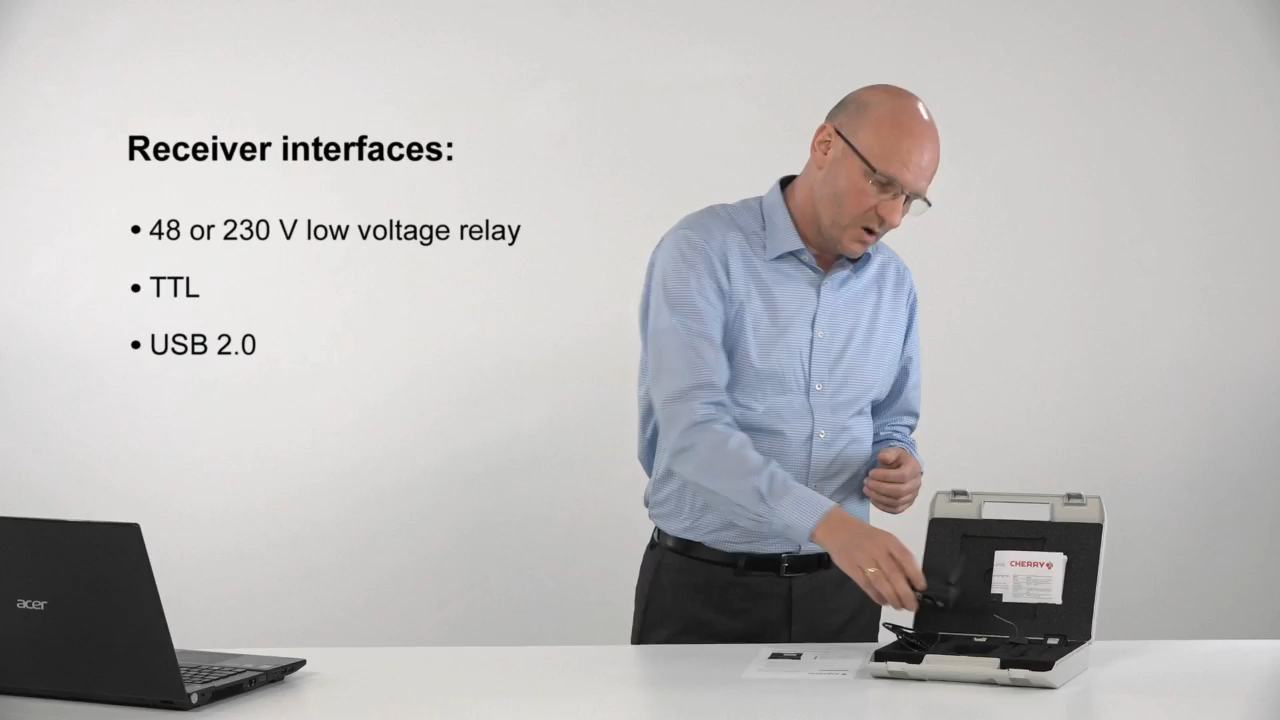 Receiver interfaces:
• 48 or 230 V low voltage relay
• TTL
• USB 2.0
acer
CHERRY